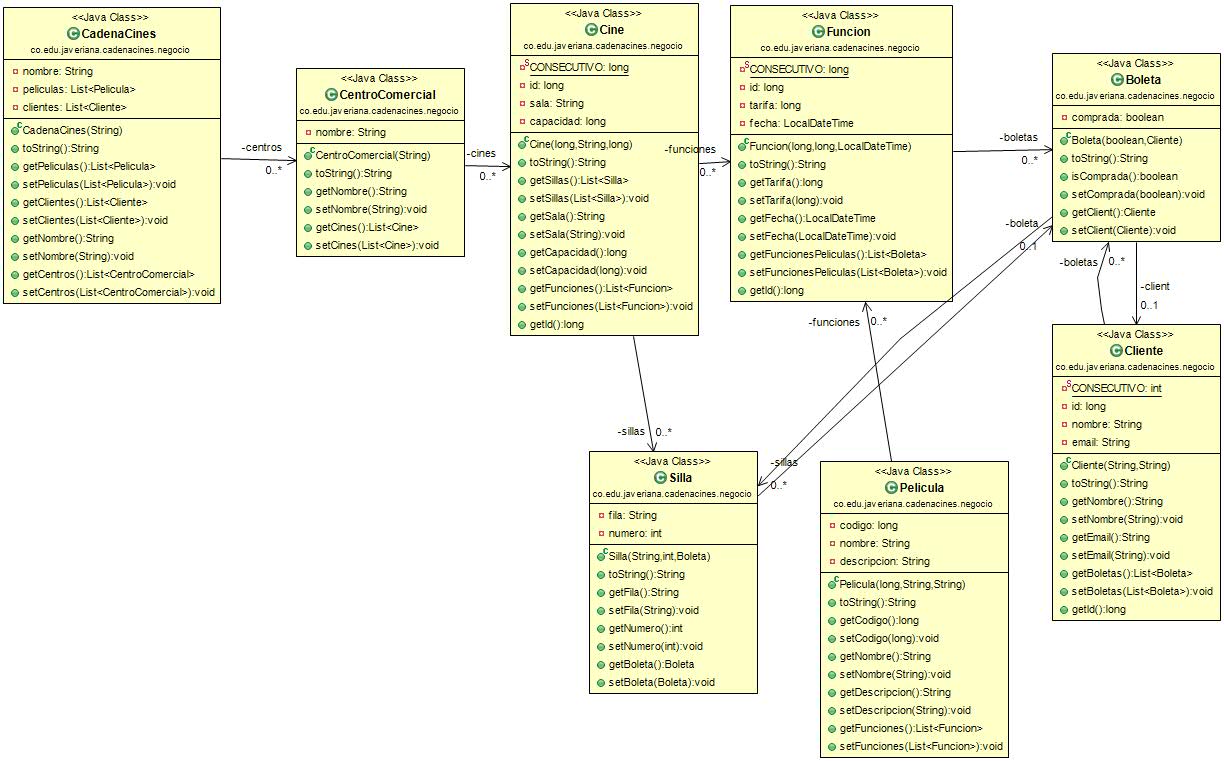 <<Java Class>>
CadenaCines
co.edu.javeriana.cadenacines.negocio
nombre: String
peliculas: List<Pelicula>
clientes: List<Cliente>
CadenaCines(String)
toString():String
getPeliculas():List<Pelicula>
setPeliculas(List<Pelicula>):void
getClientes():List<Cliente>
setClientes(List<Cliente>):void
getNombre():String
setNombre(String):void
getCentros():List<CentroComercial>
setCentros(List<CentroComercial>):void
-centros
0..*
<<Java Class>>
CentroComercial
co.edu.javeriana.cadenacines.negocio
nombre: String
CentroComercial(String)
toString():String
getNombre():String
setNombre(String):void
getCines():List<Cine>
setCines(List<Cine>):void
-cines
0..*
<<Java Class>>
Cine
co.edu.javeriana.cadenacines.negocio
CONSECUTIVO: long
id: long
sala: String
capacidad: long
Cine(long,String,long)
toString():String
getSillas():List<Silla>
setSillas(List<Silla>):void
getSala():String
setSala(String):void
getCapacidad():long
setCapacidad(long):void
getFunciones():List<Funcion>
setFunciones(List<Funcion>):void
getId():long
-funciones
0..*
<<Java Class>>
Funcion
co.edu.javeriana.cadenacines.negocio
CONSECUTIVO: long
id: long
tarifa: long
fecha: LocalDateTime
Funcion(long,long,LocalDateTime)
toString():String
getTarifa():long
setTarifa(long):void
getFecha():LocalDateTime
setFecha(LocalDateTime):void
getFuncionesPeliculas():List<Boleta>
setFuncionesPeliculas(List<Boleta>):void
getId():long
-boletas
0..*
<<Java Class>>
Boleta
co.edu.javeriana.cadenacines.negocio
comprada: boolean
Boleta(boolean,Cliente)
toString():String
isComprada():boolean
setComprada(boolean):void
getClient():Cliente
setClient(Cliente):void
-boleta
0..1
-boletas
0..*
-client
0..1
-funciones
0..*
<<Java Class>>
Cliente
co.edu.javeriana.cadenacines.negocio
CONSECUTIVO: int
id: long
nombre: String
email: String
Cliente(String,String)
toString():String
getNombre():String
setNombre(String):void
getEmail():String
setEmail(String):void
getBoletas():List<Boleta>
setBoletas(List<Boleta>):void
getId():long
-sillas
0..*
<<Java Class>>
Silla
co.edu.javeriana.cadenacines.negocio
fila: String
numero: int
Silla(String,int,Boleta)
toString():String
getFila():String
setFila(String):void
getNumero():int
setNumero(int):void
getBoleta():Boleta
setBoleta(Boleta):void
-sillas
0..*
<<Java Class>>
Pelicula
co.edu.javeriana.cadenacines.negocio
codigo: long
nombre: String
descripcion: String
Pelicula(long,String,String)
toString():String
getCodigo():long
setCodigo(long):void
getNombre():String
setNombre(String):void
getDescripcion():String
setDescripcion(String):void
getFunciones():List<Funcion>
setFunciones(List<Funcion>):void